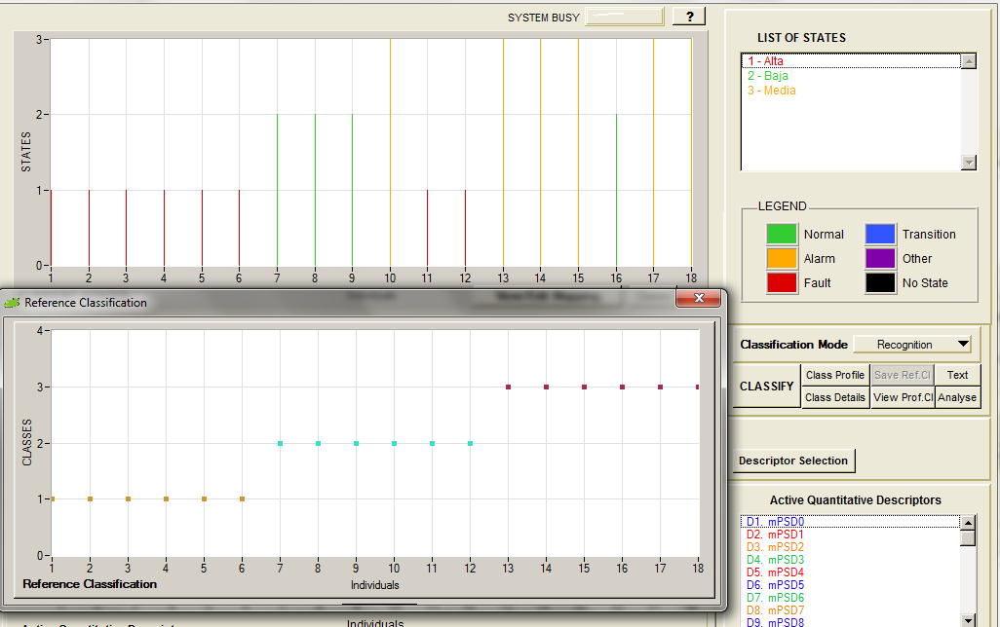 SYSTEM BUSY
?
3
2
1
0
STATES
1 2 3 4 5 6 7 8 9 10 11 12 13 14 15 16 17 18
LIST OF STATES
1 - Alta
2 - Baja
3 - Media
LEGEND
Normal Transition
Alarm Other
Fault No State
Reference Classification
4
3
2
1
0
CLASSES
1 2 3 4 5 6 7 8 9 10 11 12 13 14 15 16 17 18
Reference Classification Individuals
Individuals
Classification Mode Recognition
CLASSIFY
Class Profile Save Ref.Cl Text
Class Details View Prof.Cl Analyse
Descriptor Selection
Active Quantitative Descriptors
D1. mPSD0
D2. mPSD1
D3. mPSD2
D4. mPSD3
D5. mPSD4
D6. mPSD5
D7. mPSD6
D8. mPSD7
D9. mPSD8